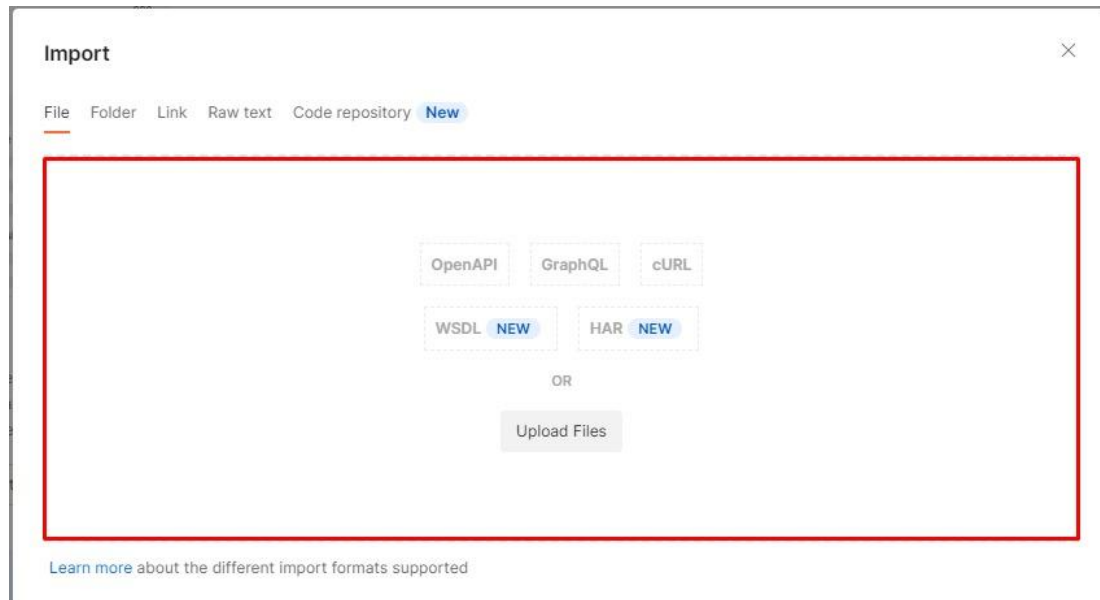 Import
File Folder Link Raw text Code repository New
OpenAPI GraphQL cURL
WSDL NEW HAR NEW
OR
Upload Files
Learn more about the different import formats supported